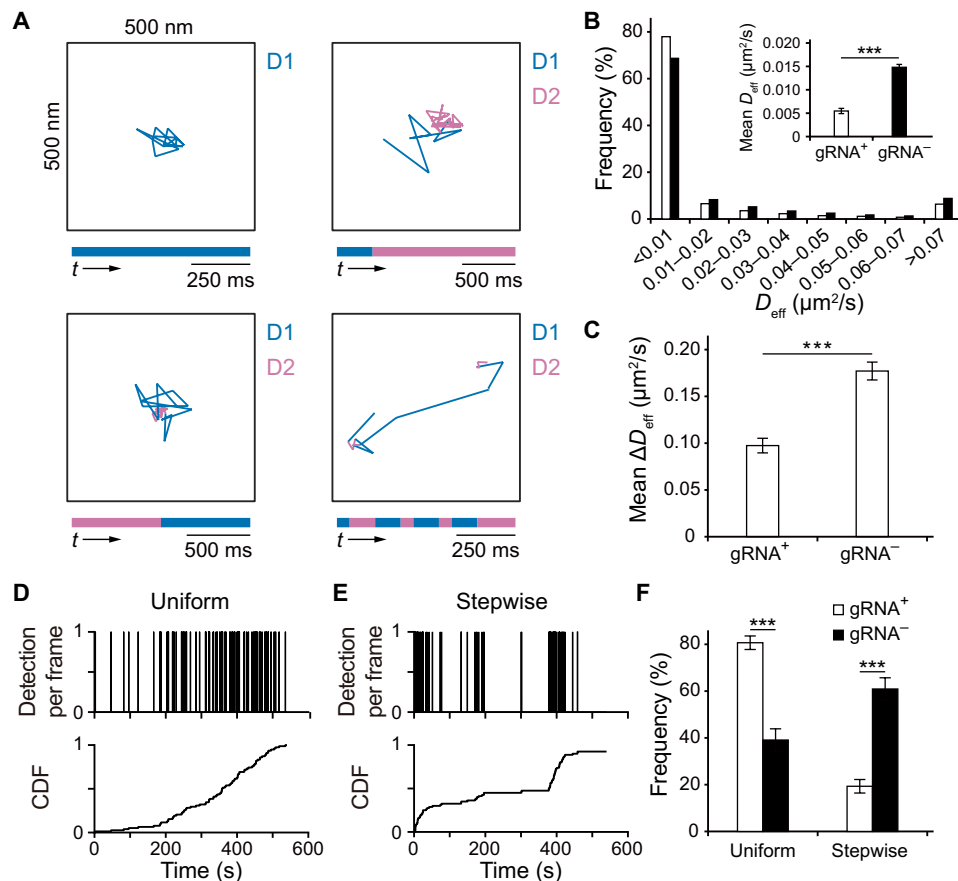 A
500 nm
500 nm
D1
t
250 ms
D1
D2
500 ms
D1
D2
t
500 ms
D1
D2
t
250 ms
B
Frequency (%)
80
60
40
20
0
<0.01
0.01–0.02
0.02–0.03
0.03–0.04
0.04–0.05
0.05–0.06
0.06–0.07
>0.07
Deff (μm²/s)
Mean Deff (μm²/s)
0.020
0.015
0.010
0.005
0.000
***
gRNA⁺
gRNA⁻
C
Mean ΔDeff (μm²/s)
0.20
0.15
0.10
0.00
***
gRNA⁺
gRNA⁻
D
Uniform
Detection
per frame
1
0
CDF
1
0
0
200
400
600
Time (s)
E
Stepwise
Detection
per frame
1
0
CDF
1
0
0
200
400
600
Time (s)
F
gRNA⁺
gRNA⁻
Frequency (%)
80
60
40
20
0
***
***
Uniform
Stepwise